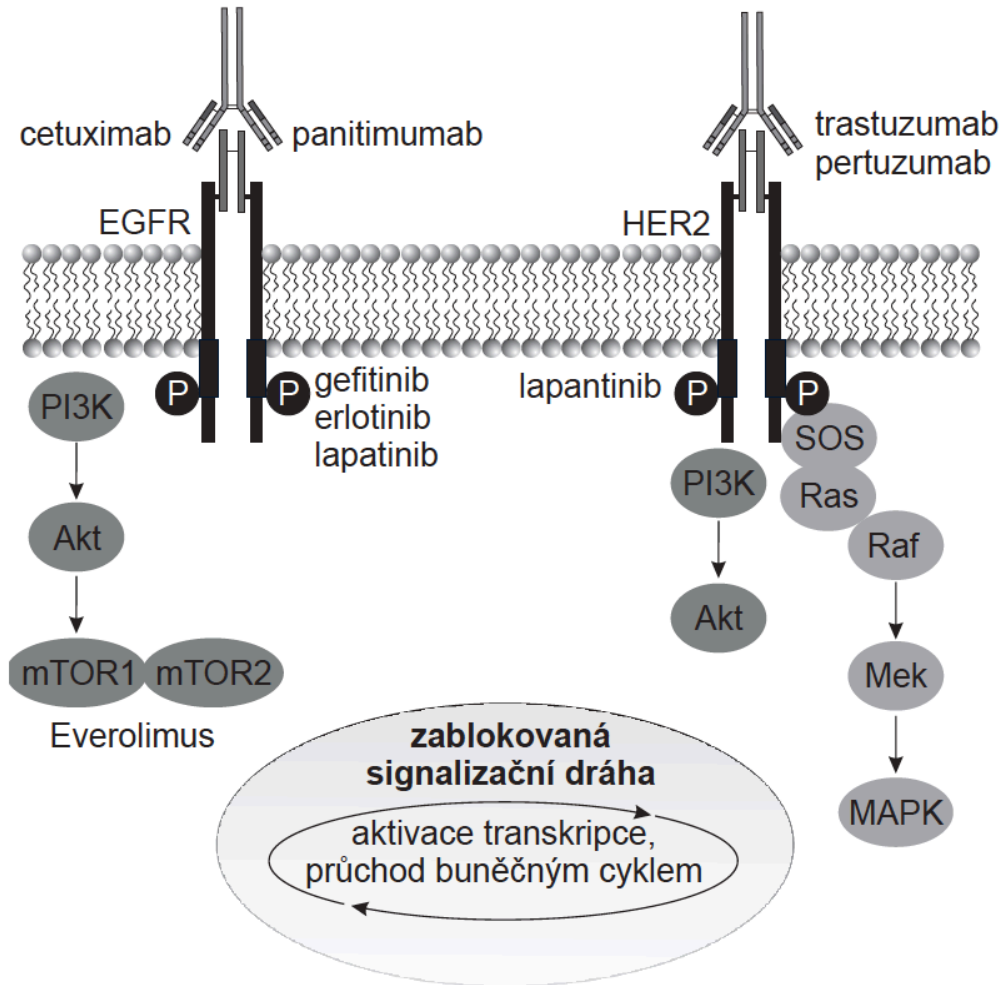 cetuximab
panitimumab
trastuzumab
pertuzumab
EGFR
HER2
P
P
gefitinib
erlotinib
lapatinib
lapantinib
P
P
PI3K
Akt
mTOR1
mTOR2
Everolimus
PI3K
Akt
SOS
Ras
Raf
Mek
MAPK
zablokovaná
signalizační dráha
aktivace transkripce,
průchod buněčným cyklem